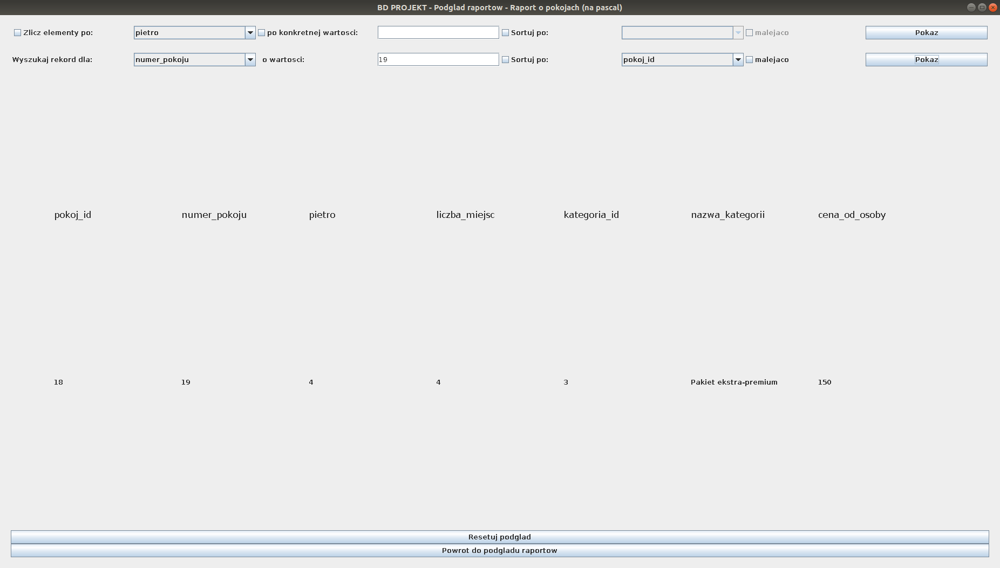 BD PROJEKT - Podglad raportow - Raport o pokojach (na pascal)
Zlicz elementy po: pietro po konkretnej wartosci: Sortuj po: malejaco Pokaz
Wyszukaj rekord dla: numer_pokoju o wartosci: 19 Sortuj po: pokoj_id malejaco Pokaz
pokoj_id numer_pokoju pietro liczba_miejsc kategoria_id nazwa_kategorii cena_od_osoby
18 19 4 4 3 Pakiet ekstra-premium 150
Resetuj podglad
Powrot do podgladu raportow